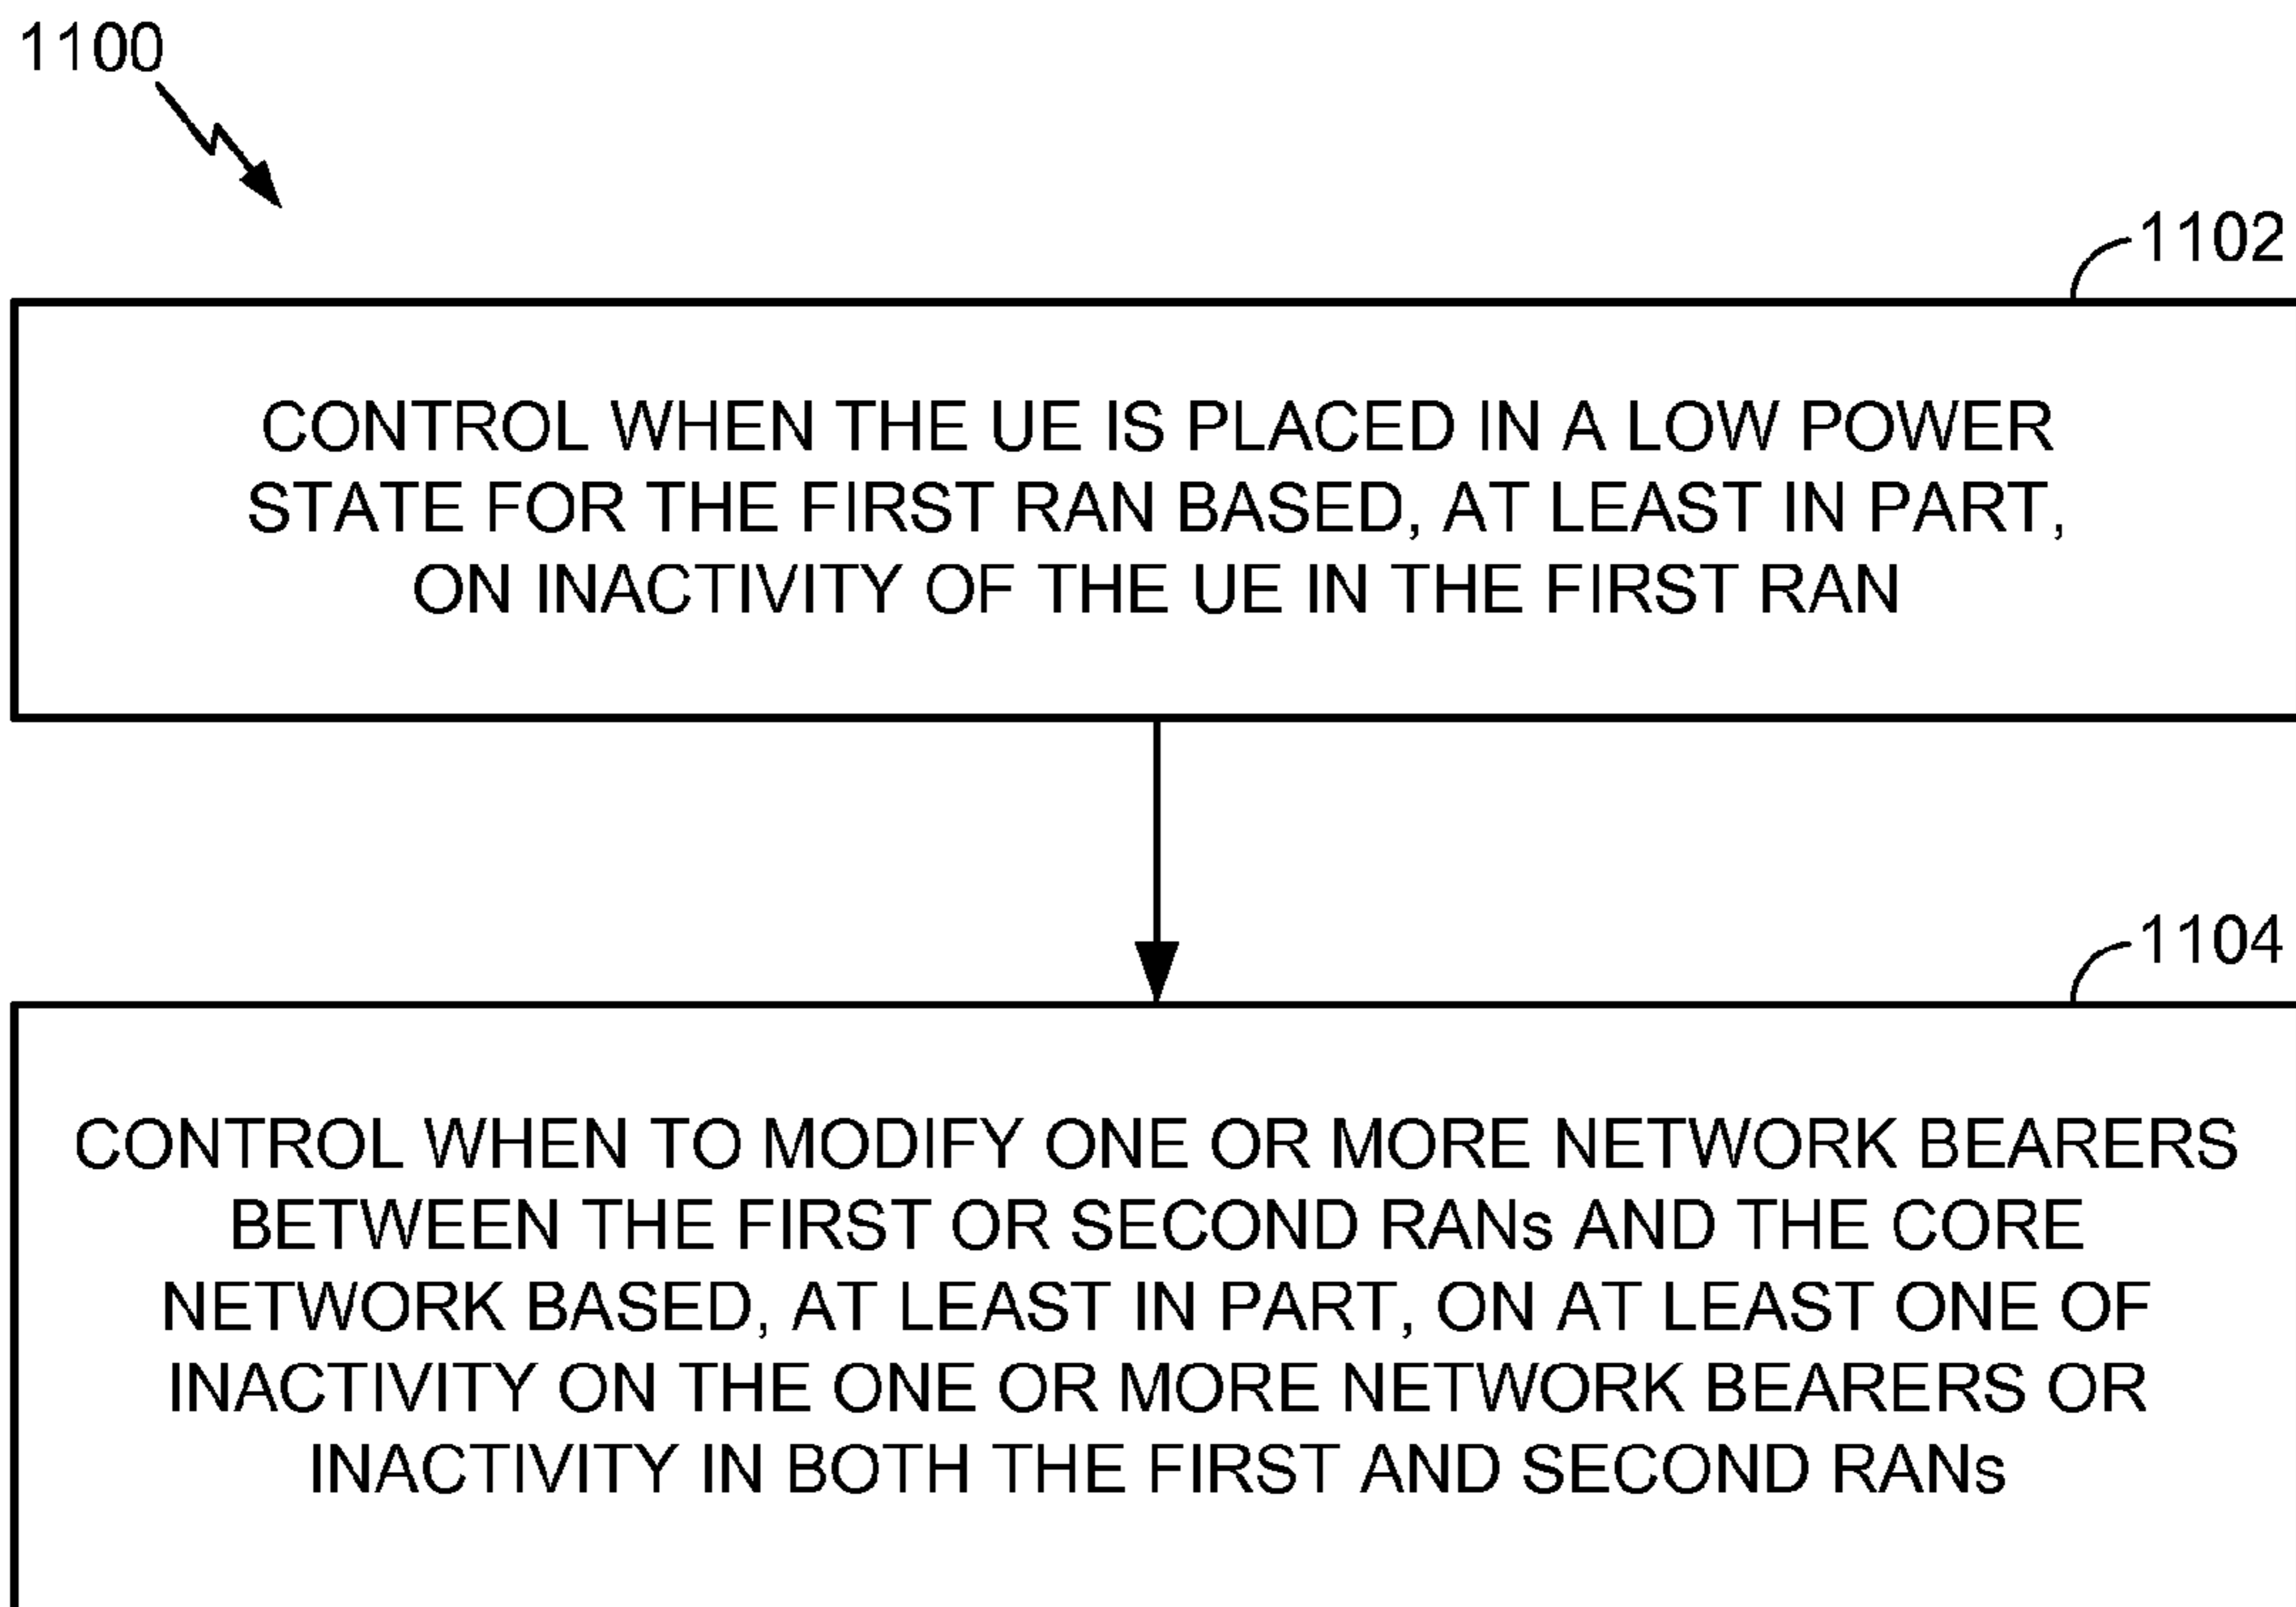 1100
1102
CONTROL WHEN THE UE IS PLACED IN A LOW POWER
STATE FOR THE FIRST RAN BASED, AT LEAST IN PART,
ON INACTIVITY OF THE UE IN THE FIRST RAN
1104
CONTROL WHEN TO MODIFY ONE OR MORE NETWORK BEARERS
BETWEEN THE FIRST OR SECOND RANs AND THE CORE
NETWORK BASED, AT LEAST IN PART, ON AT LEAST ONE OF
INACTIVITY ON THE ONE OR MORE NETWORK BEARERS OR
INACTIVITY IN BOTH THE FIRST AND SECOND RANs